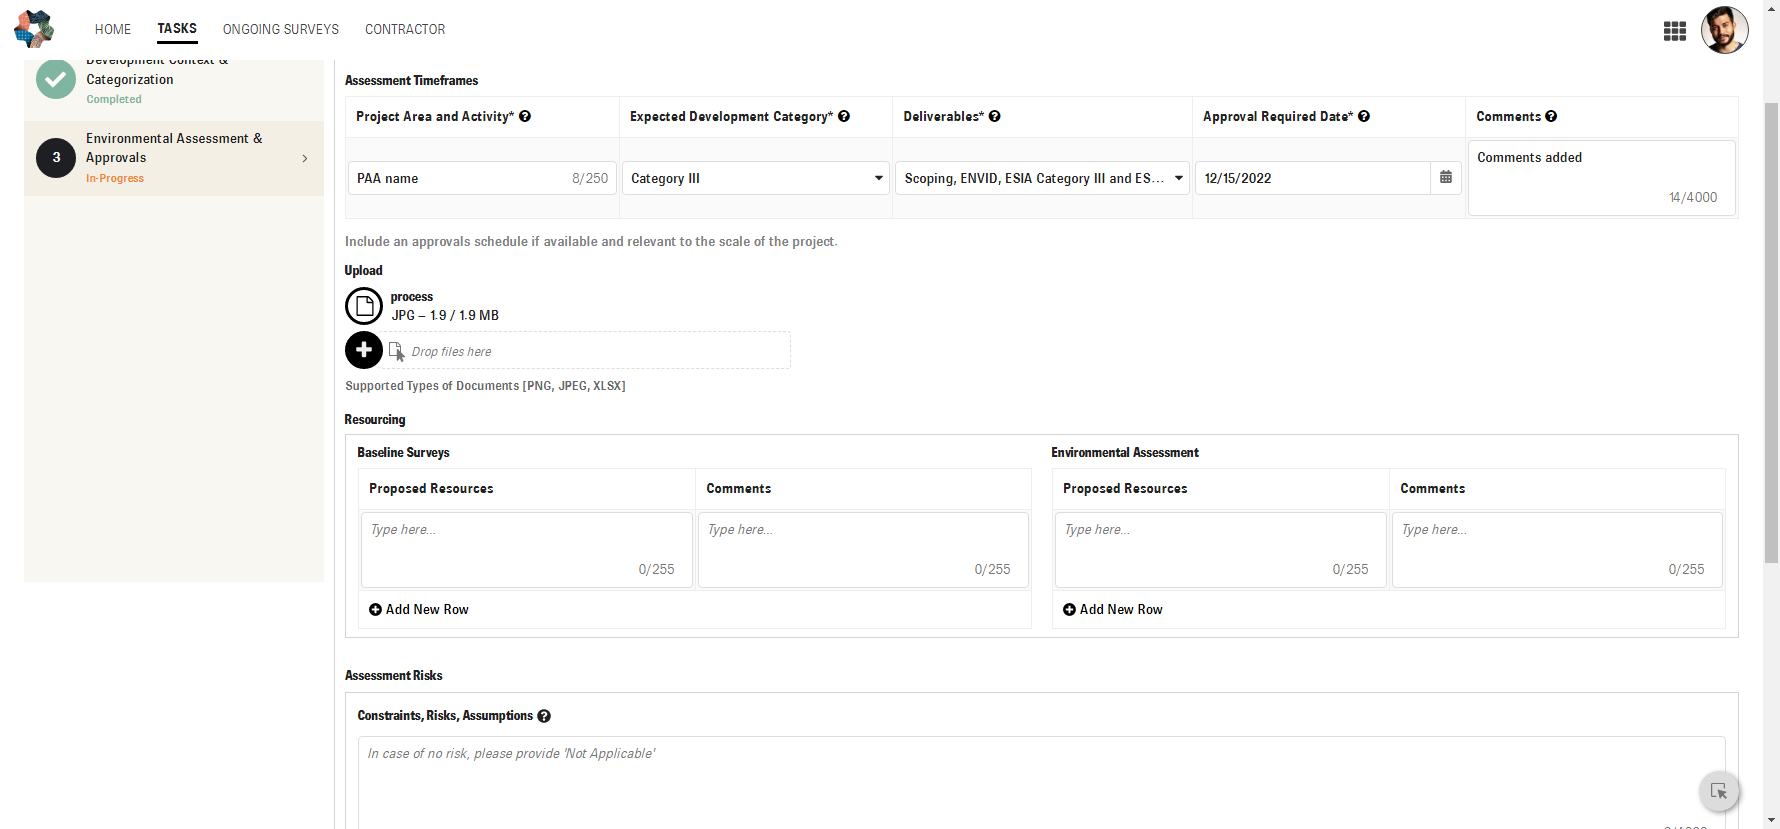 HOME TASKS ONGOING SURVEYS CONTRACTOR
Development Context &
Categorization
Completed
3
Environmental Assessment &
Approvals
In-Progress
Assessment Timeframes
Project Area and Activity* Expected Development Category* Deliverables* Approval Required Date* Comments
PAA name 8/250 Category III Scoping, ENVID, ESIA Category III and ES... 12/15/2022 Comments added
14/4000
Include an approvals schedule if available and relevant to the scale of the project.
Upload
process
JPG – 1.9 / 1.9 MB
Drop files here
Supported Types of Documents [PNG, JPEG, XLSX]
Resourcing
Baseline Surveys Environmental Assessment
Proposed Resources Comments Proposed Resources Comments
Type here... Type here... Type here... Type here...
0/255 0/255 0/255 0/255
Add New Row Add New Row
Assessment Risks
Constraints, Risks, Assumptions
In case of no risk, please provide 'Not Applicable'